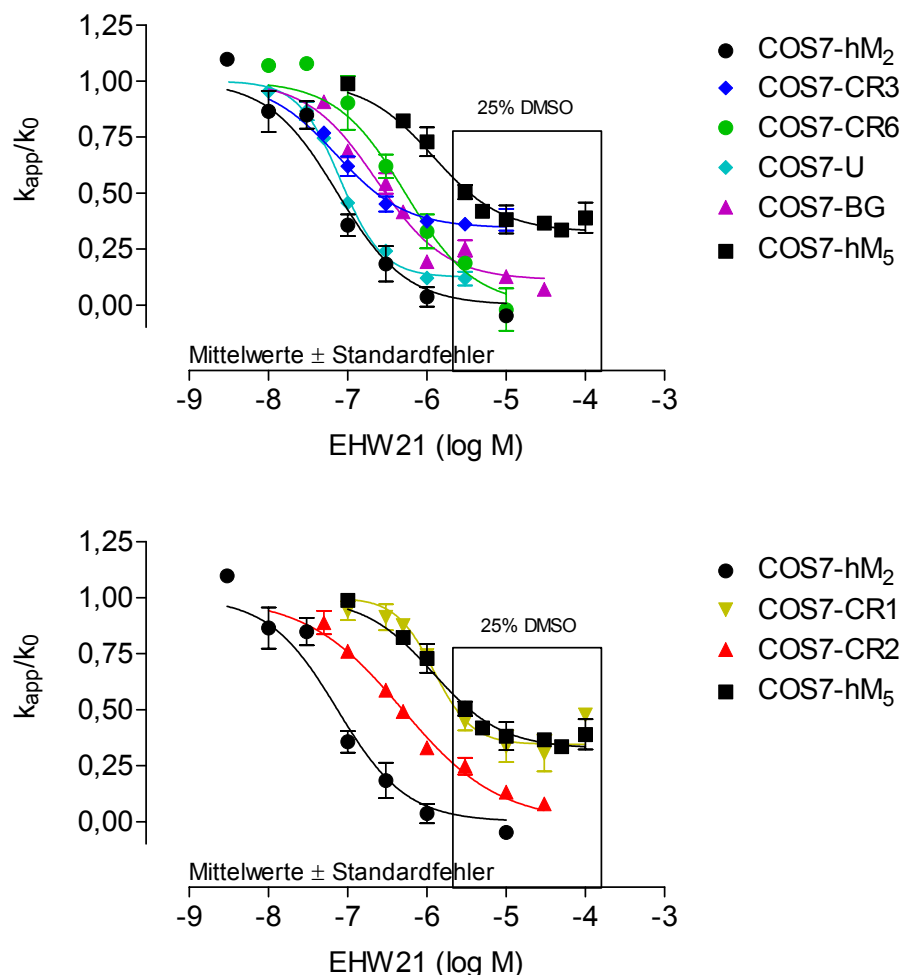 1,25
1,00
0,75
0,50
0,25
0,00
kapp/k0
25% DMSO
Mittelwerte ± Standardfehler
-9 -8 -7 -6 -5 -4 -3
EHW21 (log M)
COS7-hM2
COS7-CR3
COS7-CR6
COS7-U
COS7-BG
COS7-hM5
1,25
1,00
0,75
0,50
0,25
0,00
kapp/k0
25% DMSO
Mittelwerte ± Standardfehler
-9 -8 -7 -6 -5 -4 -3
EHW21 (log M)
COS7-hM2
COS7-CR1
COS7-CR2
COS7-hM5